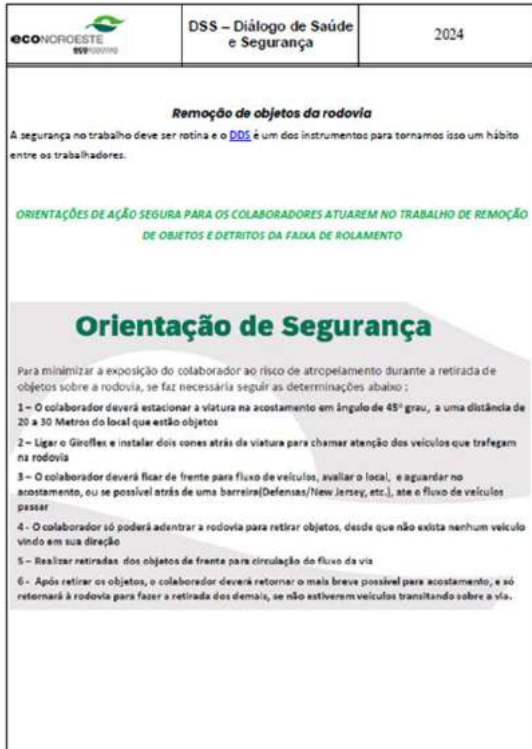 ecoNOROESTE
DSS – Diálogo de Saúde
e Segurança
2024
Remoção de objetos da rodovia
A segurança no trabalho deve ser rotina e o DDS é um dos instrumentos para tornamos isso um hábito
entre os trabalhadores.
ORIENTAÇÕES DE AÇÃO SEGURA PARA OS COLABORADORES ATUAREM NO TRABALHO DE REMOÇÃO
DE OBJETOS E DETRITOS DA FAIXA DE ROLAMENTO
Orientação de Segurança
Para minimizar a exposição do colaborador ao risco de atropelamento durante a retirada de
objetos sobre a rodovia, se faz necessária seguir as determinações abaixo :
1 – O colaborador deverá estacionar a viatura na acostamento em ângulo de 45º grau, a uma distância de
20 a 30 Metros do local que estão objetos
2 – Ligar o Giroflex e instalar dois cones atrás da viatura para chamar atenção dos veículos que trafegam
na rodovia
3 – O colaborador deverá ficar de frente para fluxo de veículos, avaliar o local, e aguardar no
acostamento, ou se possível atrás de uma barreira(Defensas/New Jersey, etc.), ate o fluxo de veículos
passar
4 - O colaborador só poderá adentrar a rodovia para retirar objetos, desde que não exista nenhum veículo
vindo em sua direção
5 – Realizar retiradas dos objetos de frente para circulação do fluxo da via
6 - Após retirar os objetos, o colaborador deverá retornar o mais breve possível para acostamento, e só
retornará à rodovia para fazer a retirada dos demais, se não estiverem veículos transitando sobre a via.